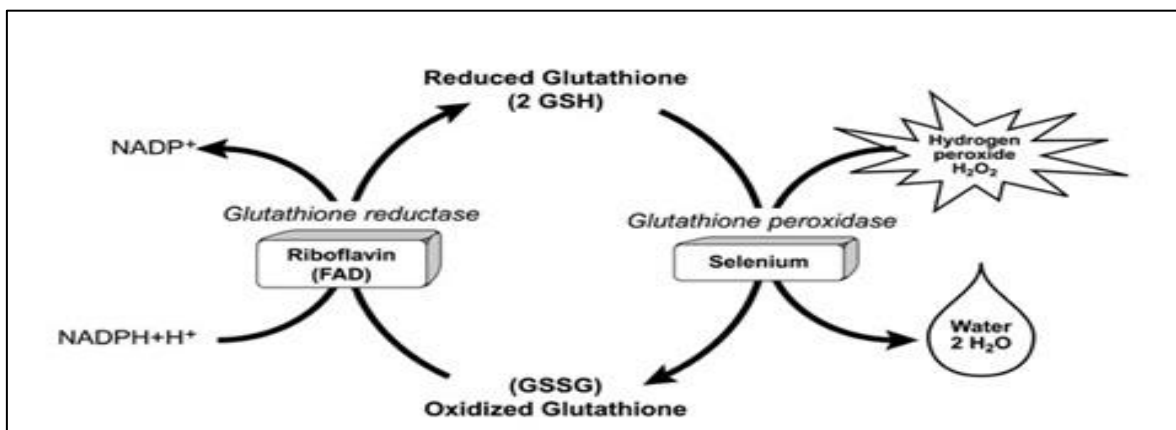 Reduced Glutathione
(2 GSH)
NADP⁺
Hydrogen
peroxide
H₂O₂
Glutathione reductase
Glutathione peroxidase
Riboflavin
(FAD)
Selenium
NADPH+H⁺
Water
2 H₂O
(GSSG)
Oxidized Glutathione